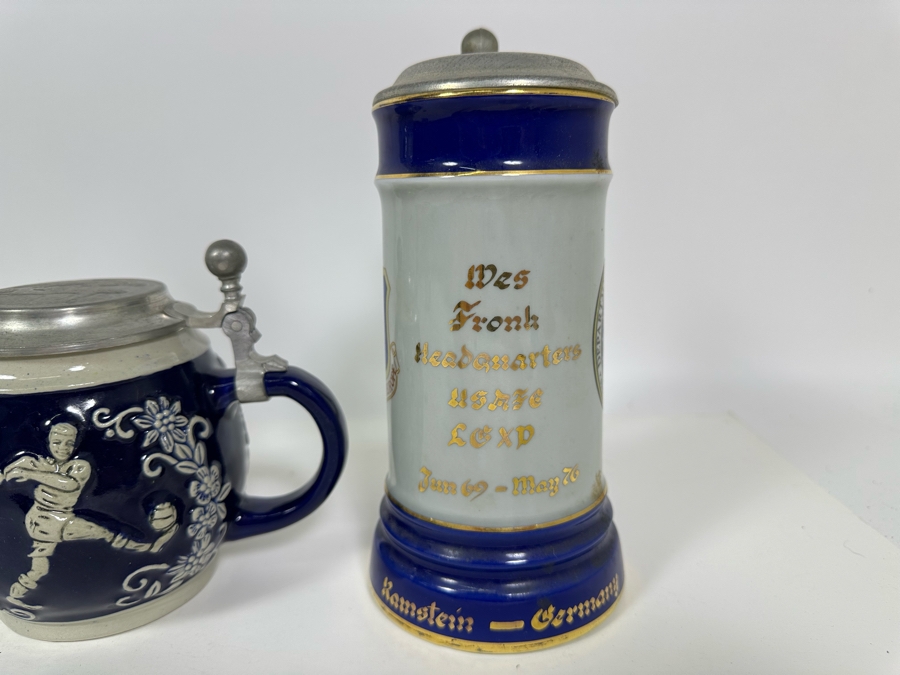 Wes
Fronk
Headquarters
USAFE
LGXP
Jun 69 - May 76
Ramstein — Germany